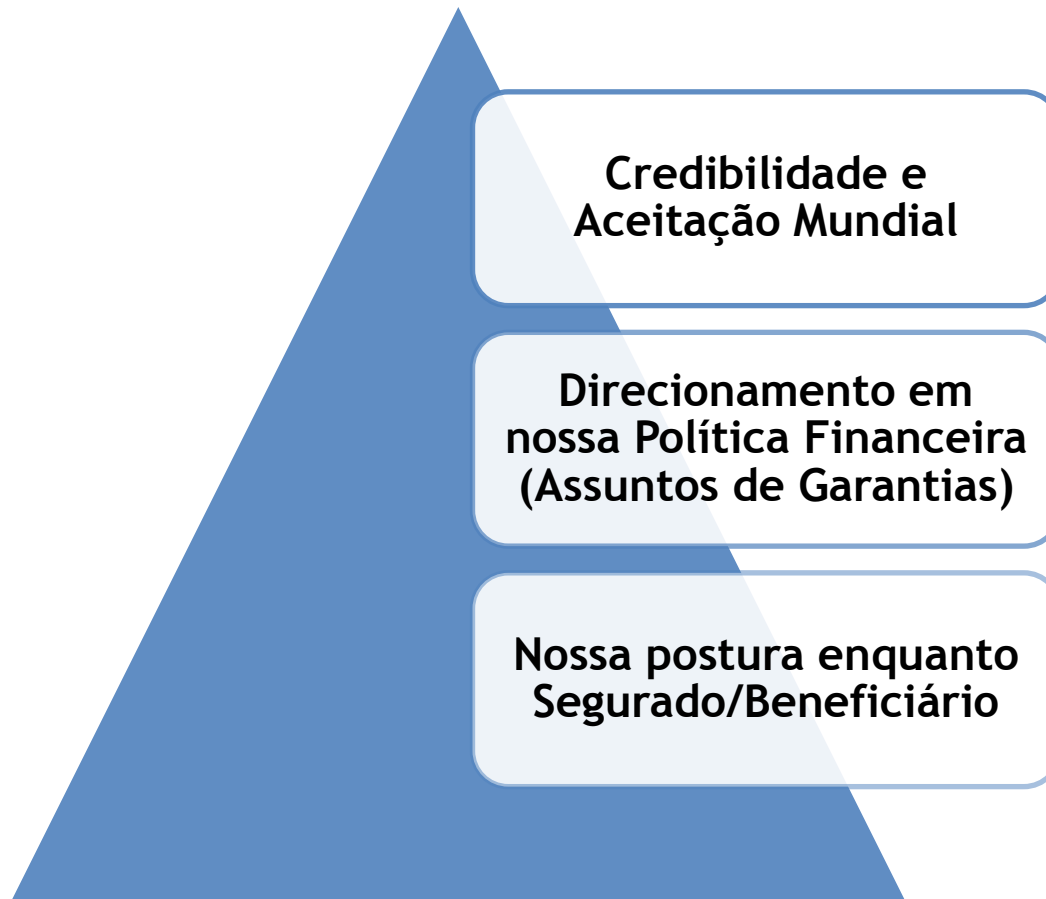 Credibilidade e
Aceitação Mundial
Direcionamento em
nossa Política Financeira
(Assuntos de Garantias)
Nossa postura enquanto
Segurado/Beneficiário